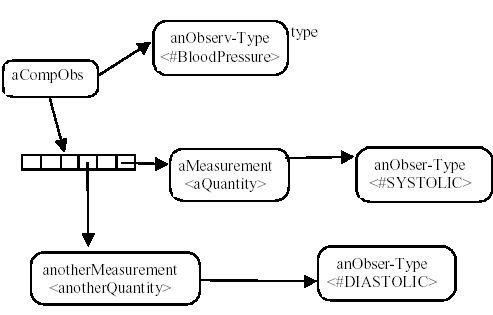 anObserv-Type
<#BloodPressure>
type
aCompObs
aMeasurement
<aQuantity>
anObser-Type
<#SYSTOLIC>
anotherMeasurement
<anotherQuantity>
anObser-Type
<#DIASTOLIC>